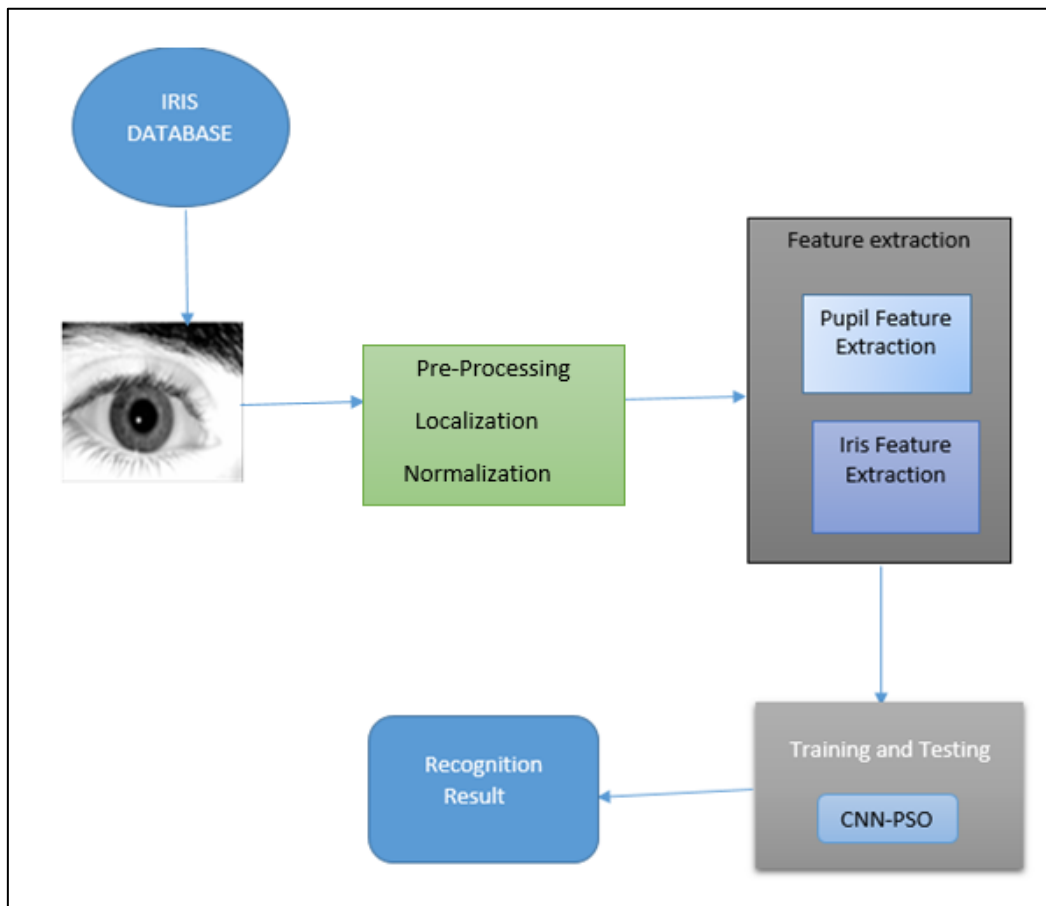 IRIS
DATABASE
Pre-Processing
Localization
Normalization
Feature extraction
Pupil Feature
Extraction
Iris Feature
Extraction
Training and Testing
CNN-PSO
Recognition
Result